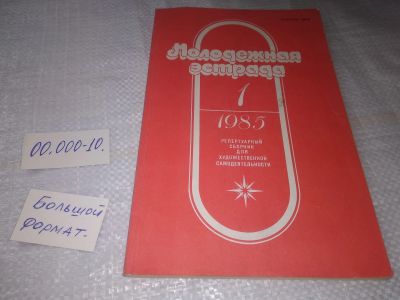 Молодежная
эстрада
1
1985
РЕПЕРТУАРНЫЙ
СБОРНИК
ДЛЯ
ХУДОЖЕСТВЕННОЙ
САМОДЕЯТЕЛЬНОСТИ
00.000-10.
Большой
формат.